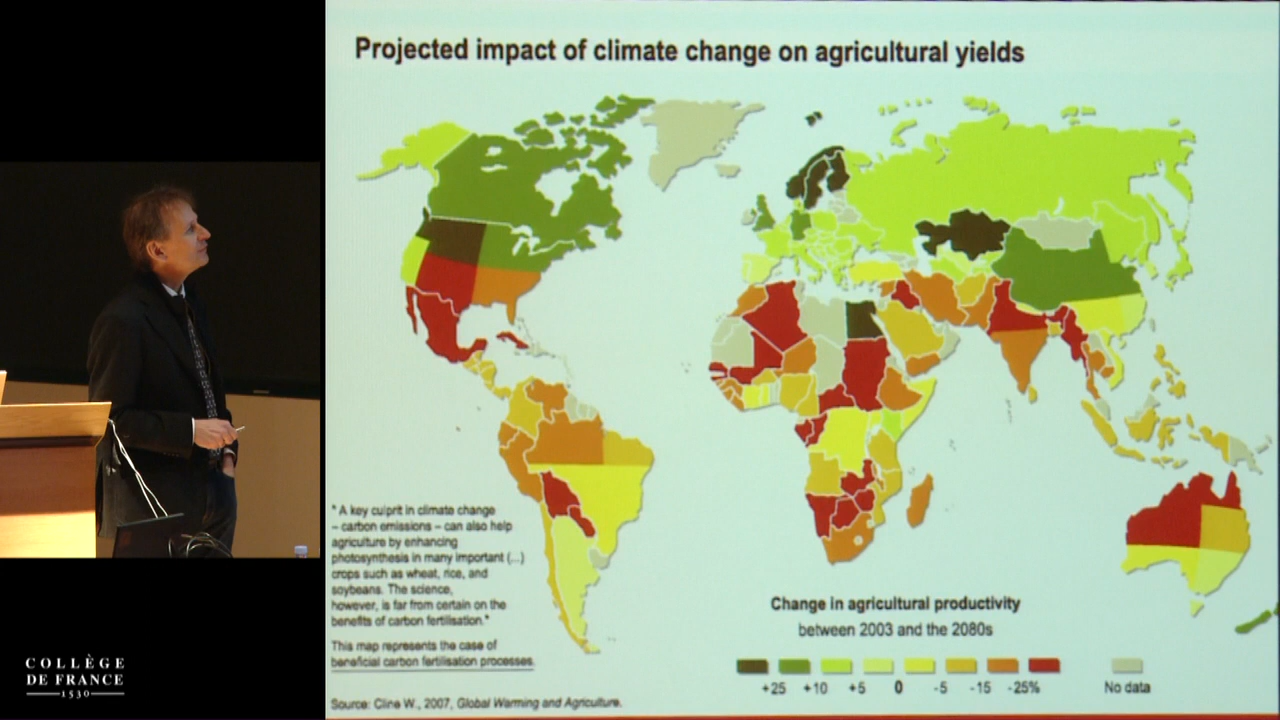 Projected impact of climate change on agricultural yields
" A key culprit in climate change
– carbon emissions – can also help
agriculture by enhancing
photosynthesis in many important (...)
crops such as wheat, rice, and
soybeans. The science,
however, is far from certain on the
benefits of carbon fertilisation."
This map represents the case of
beneficial carbon fertilisation processes.
Source: Cline W., 2007, Global Warming and Agriculture.
Change in agricultural productivity
between 2003 and the 2080s
+25 +10 +5 0 -5 -15 -25%
No data
COLLÈGE
DE FRANCE
1530